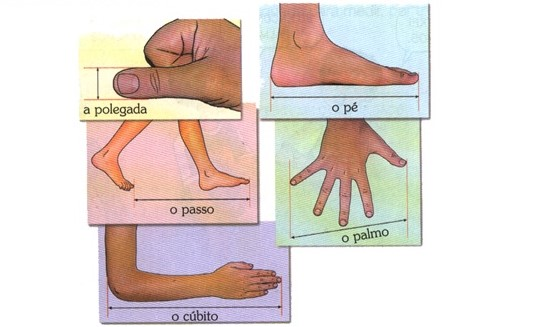 a polegada
o pé
o passo
o palmo
o cúbito